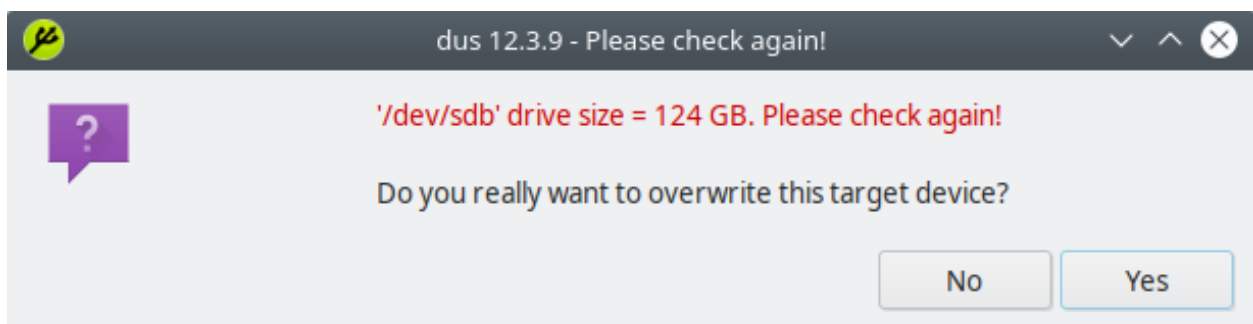 dus 12.3.9 - Please check again!
'/dev/sdb' drive size = 124 GB. Please check again!
Do you really want to overwrite this target device?
No Yes